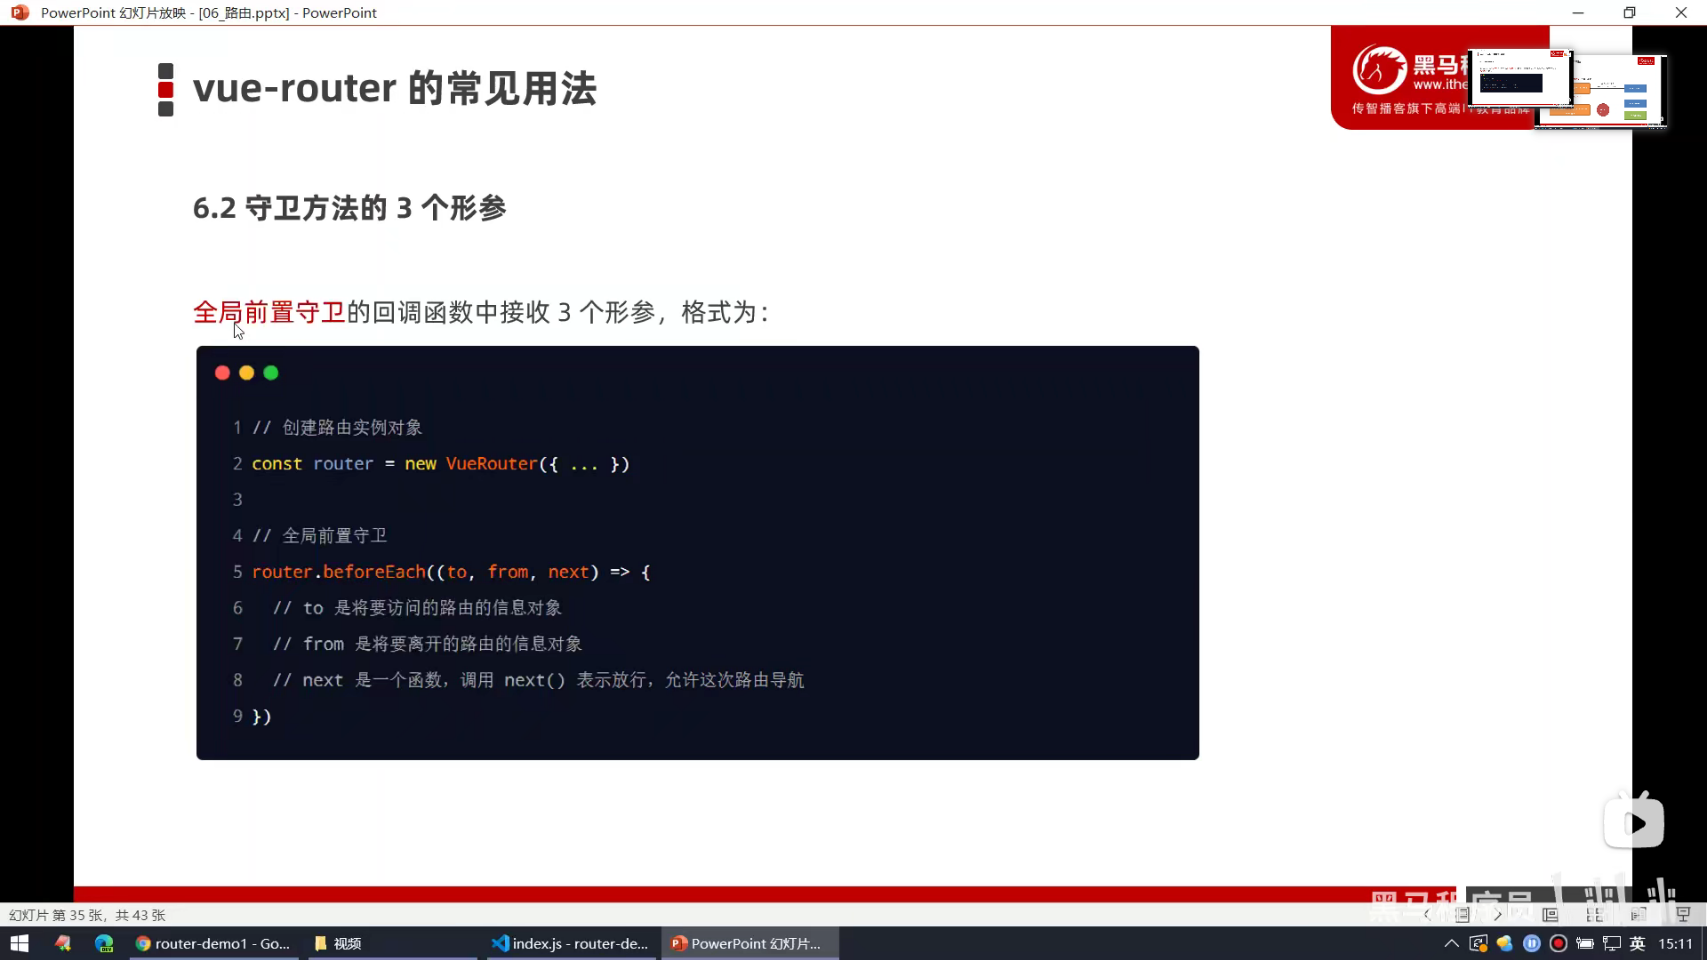 PowerPoint 幻灯片放映 - [06_路由.pptx] - PowerPoint
vue-router 的常见用法
黑马程
www.ithe
传智播客旗下高端IT教育品牌
6.2 守卫方法的 3 个形参
全局前置守卫的回调函数中接收 3 个形参，格式为：
1 // 创建路由实例对象
2 const router = new VueRouter({ ... })
3
4 // 全局前置守卫
5 router.beforeEach((to, from, next) => {
6 // to 是将要访问的路由的信息对象
7 // from 是将要离开的路由的信息对象
8 // next 是一个函数，调用 next() 表示放行，允许这次路由导航
9 })
黑马程序员
幻灯片 第 35 张，共 43 张
router-demo1 - Go...
视频
index.js - router-de...
PowerPoint 幻灯片...
英
15:11